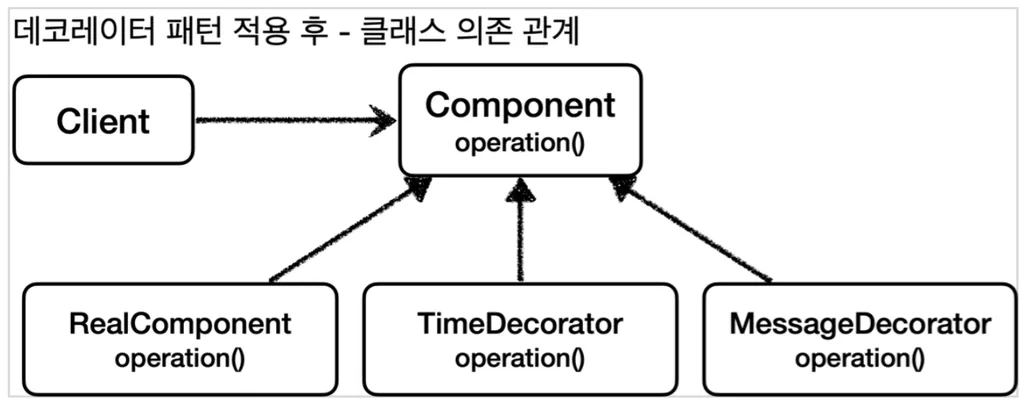 데코레이터 패턴 적용 후 - 클래스 의존 관계
Client
Component
operation()
RealComponent
operation()
TimeDecorator
operation()
MessageDecorator
operation()